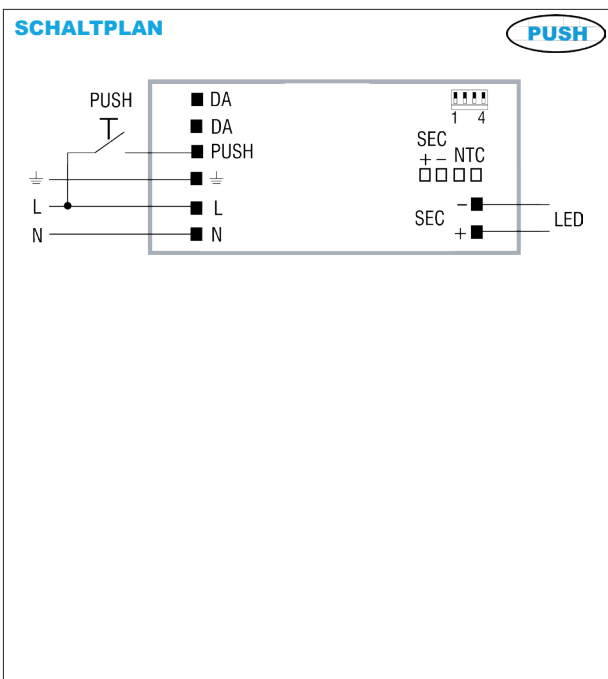 SCHALTPLAN
PUSH
PUSH
DA
DA
PUSH
1 4
SEC
+ - NTC
L
L
N
N
SEC
-
+
LED